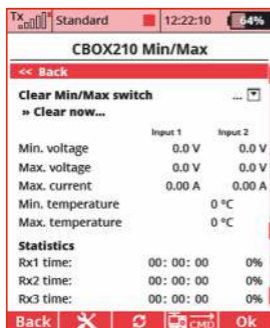 Tx Standard 12:22:10 64%
CBOX210 Min/Max
<< Back
Clear Min/Max switch ...
» Clear now...
Input 1 Input 2
Min. voltage 0.0 V 0.0 V
Max. voltage 0.0 V 0.0 V
Max. current 0.00 A 0.00 A
Min. temperature 0 °C
Max. temperature 0 °C
Statistics
Rx1 time: 00: 00: 00 0%
Rx2 time: 00: 00: 00 0%
Rx3 time: 00: 00: 00 0%
Back CMD Ok